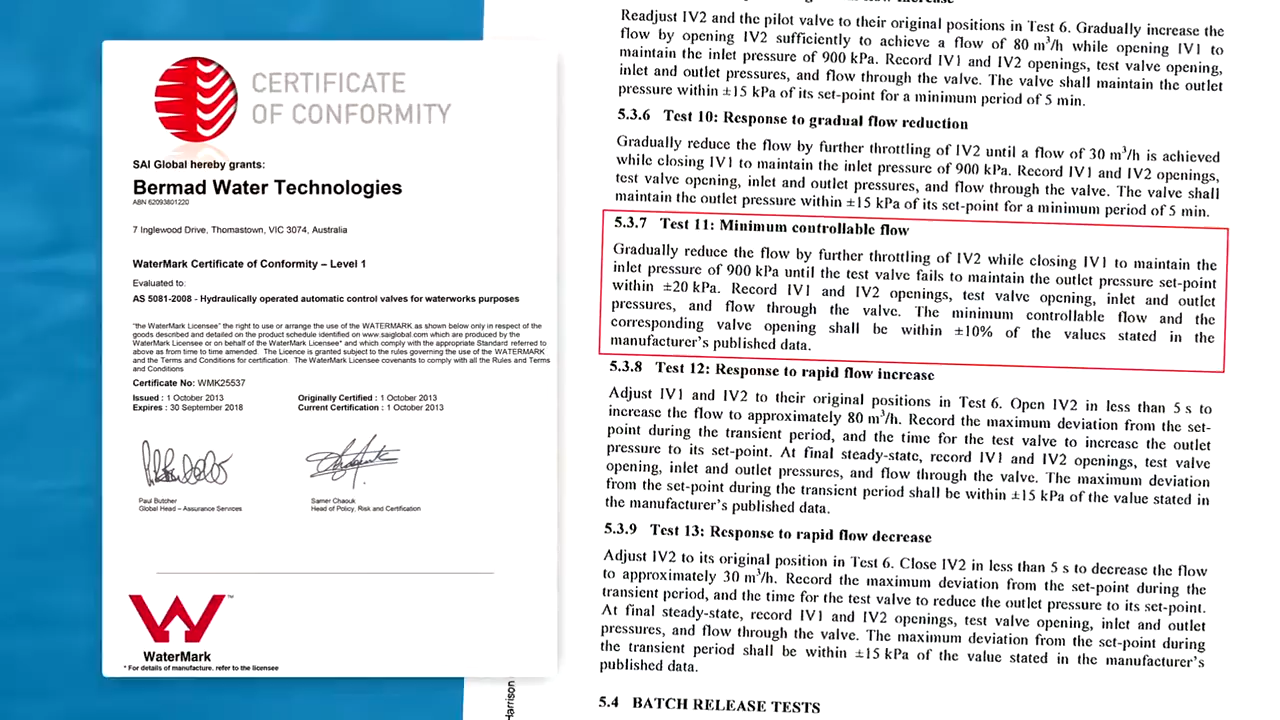 CERTIFICATE
OF CONFORMITY
SAI Global hereby grants:
Bermad Water Technologies
ABN 62093801220
7 Inglewood Drive, Thomastown, VIC 3074, Australia
WaterMark Certificate of Conformity – Level 1
Evaluated to:
AS 5081-2008 - Hydraulically operated automatic control valves for waterworks purposes
"the WaterMark Licensee" the right to use or arrange the use of the WATERMARK as shown below only in respect of the
goods described and detailed on the product schedule identified on www.saiglobal.com which are produced by the
WaterMark Licensee or on behalf of the WaterMark Licensee* and which comply with the appropriate Standard referred to
above as from time to time amended. The Licence is granted subject to the rules governing the use of the WATERMARK
and the Terms and Conditions for certification. The WaterMark Licensee covenants to comply with all the Rules and Terms
and Conditions
Certificate No: WMK25537
Issued : 1 October 2013
Expires : 30 September 2018
Originally Certified : 1 October 2013
Current Certification : 1 October 2013
Paul Butcher
Global Head – Assurance Services
Samer Chaouk
Head of Policy, Risk and Certification
TM
WaterMark
* For details of manufacture, refer to the licensee
Readjust IV2 and the pilot valve to their original positions in Test 6. Gradually increase the
flow by opening IV2 sufficiently to achieve a flow of 80 m³/h while opening IV1 to
maintain the inlet pressure of 900 kPa. Record IV1 and IV2 openings, test valve opening,
inlet and outlet pressures, and flow through the valve. The valve shall maintain the outlet
pressure within ±15 kPa of its set-point for a minimum period of 5 min.
5.3.6 Test 10: Response to gradual flow reduction
Gradually reduce the flow by further throttling of IV2 until a flow of 30 m³/h is achieved
while closing IV1 to maintain the inlet pressure of 900 kPa. Record IV1 and IV2 openings,
test valve opening, inlet and outlet pressures, and flow through the valve. The valve shall
maintain the outlet pressure within ±15 kPa of its set-point for a minimum period of 5 min.
5.3.7 Test 11: Minimum controllable flow
Gradually reduce the flow by further throttling of IV2 while closing IV1 to maintain the
inlet pressure of 900 kPa until the test valve fails to maintain the outlet pressure set-point
within ±20 kPa. Record IV1 and IV2 openings, test valve opening, inlet and outlet
pressures, and flow through the valve. The minimum controllable flow and the
corresponding valve opening shall be within ±10% of the values stated in the
manufacturer's published data.
5.3.8 Test 12: Response to rapid flow increase
Adjust IV1 and IV2 to their original positions in Test 6. Open IV2 in less than 5 s to
increase the flow to approximately 80 m³/h. Record the maximum deviation from the set-
point during the transient period, and the time for the test valve to increase the outlet
pressure to its set-point. At final steady-state, record IV1 and IV2 openings, test valve
opening, inlet and outlet pressures, and flow through the valve. The maximum deviation
from the set-point during the transient period shall be within ±15 kPa of the value stated in
the manufacturer's published data.
5.3.9 Test 13: Response to rapid flow decrease
Adjust IV2 to its original position in Test 6. Close IV2 in less than 5 s to decrease the flow
to approximately 30 m³/h. Record the maximum deviation from the set-point during the
transient period, and the time for the test valve to reduce the outlet pressure to its set-point.
At final steady-state, record IV1 and IV2 openings, test valve opening, inlet and outlet
pressures, and flow through the valve. The maximum deviation from the set-point during
the transient period shall be within ±15 kPa of the value stated in the manufacturer's
published data.
5.4 BATCH RELEASE TESTS
Harrison